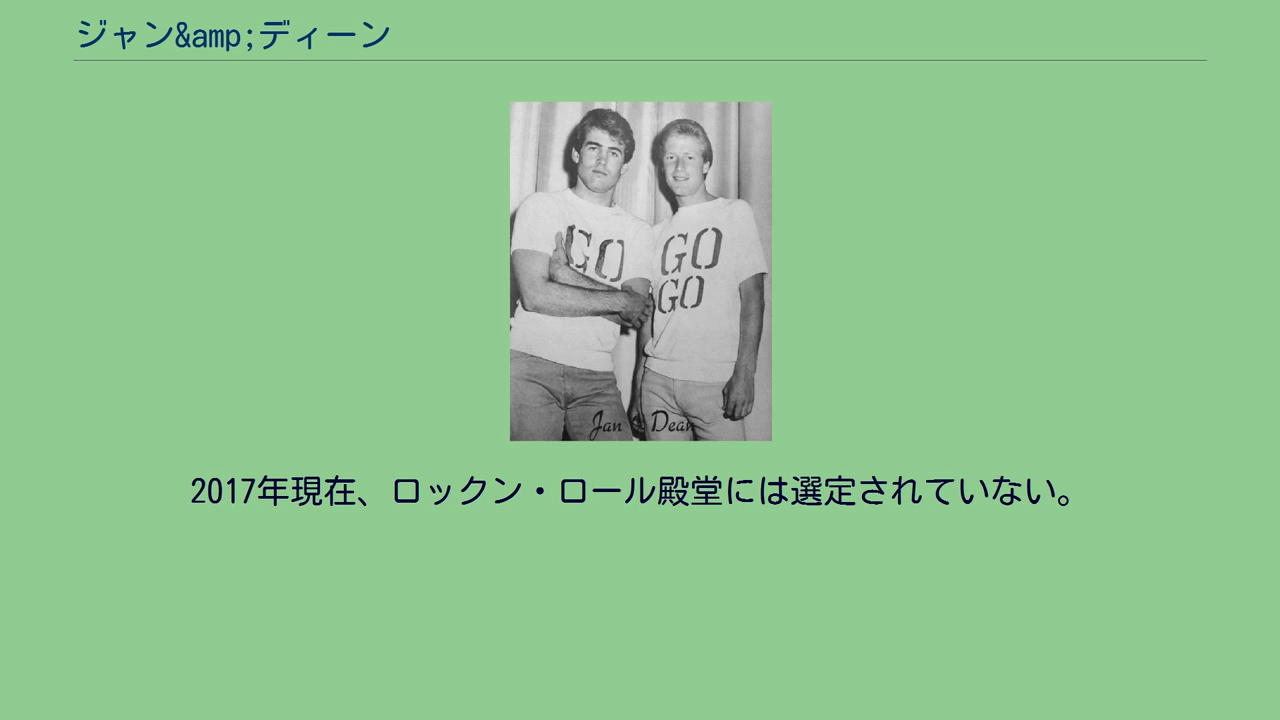 ジャン&amp;ディーン
GO GO
GO
Jan & Dean
2017年現在、ロックン・ロール殿堂には選定されていない。